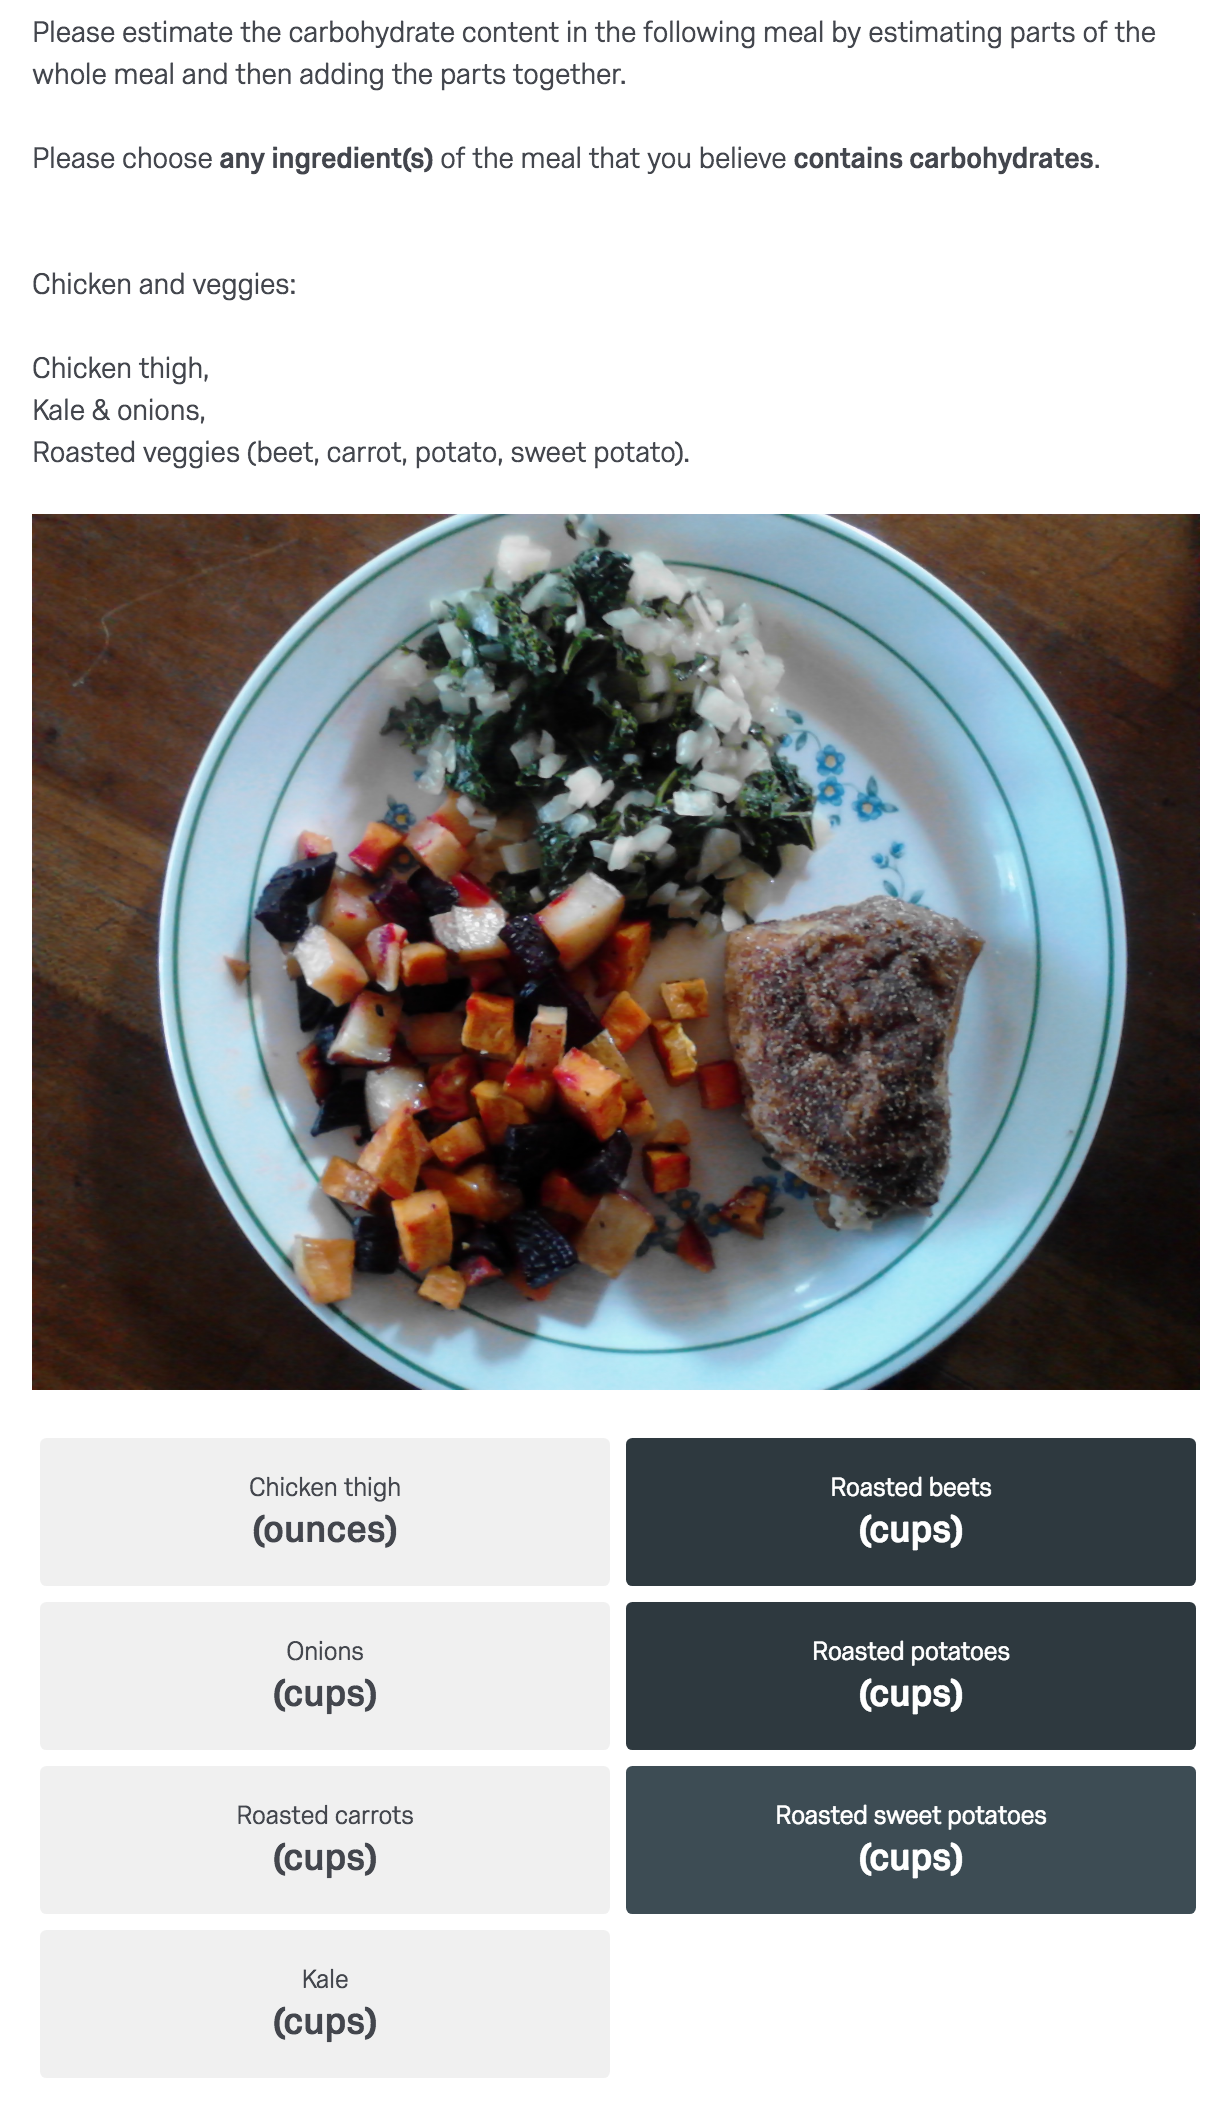 Please estimate the carbohydrate content in the following meal by estimating parts of the
whole meal and then adding the parts together.
Please choose any ingredient(s) of the meal that you believe contains carbohydrates.
Chicken and veggies:
Chicken thigh,
Kale & onions,
Roasted veggies (beet, carrot, potato, sweet potato).
Chicken thigh
(ounces)
Roasted beets
(cups)
Onions
(cups)
Roasted potatoes
(cups)
Roasted carrots
(cups)
Roasted sweet potatoes
(cups)
Kale
(cups)